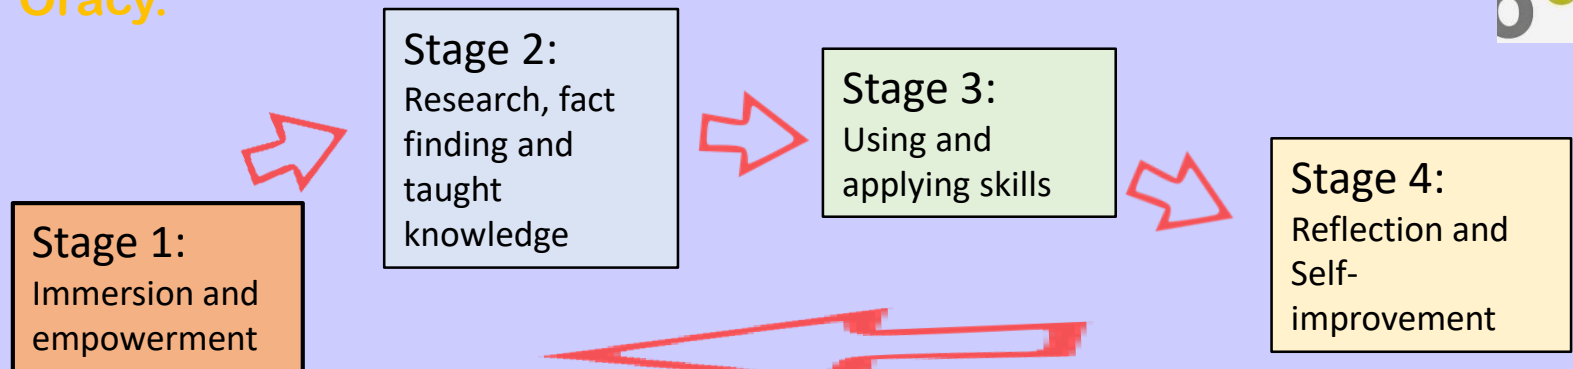 Oracy.
Stage 1:
Immersion and
empowerment
Stage 2:
Research, fact
finding and
taught
knowledge
Stage 3:
Using and
applying skills
Stage 4:
Reflection and
Self-
improvement